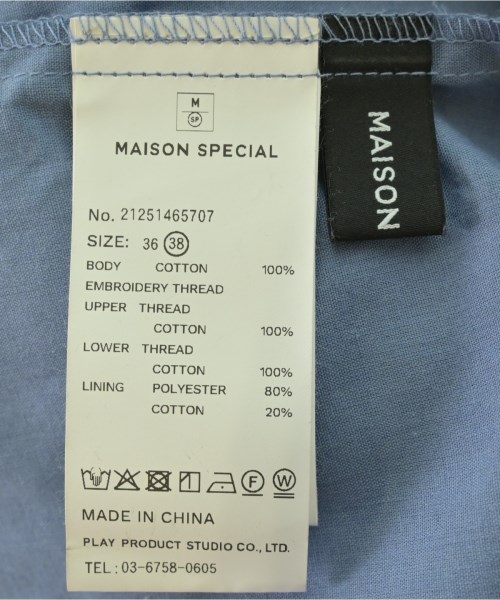 M
SP
MAISON SPECIAL
No. 21251465707
SIZE: 36 38
BODY COTTON 100%
EMBROIDERY THREAD
UPPER THREAD
COTTON 100%
LOWER THREAD
COTTON 100%
LINING POLYESTER 80%
COTTON 20%
F W
MADE IN CHINA
PLAY PRODUCT STUDIO CO., LTD.
TEL : 03-6758-0605
MAISON